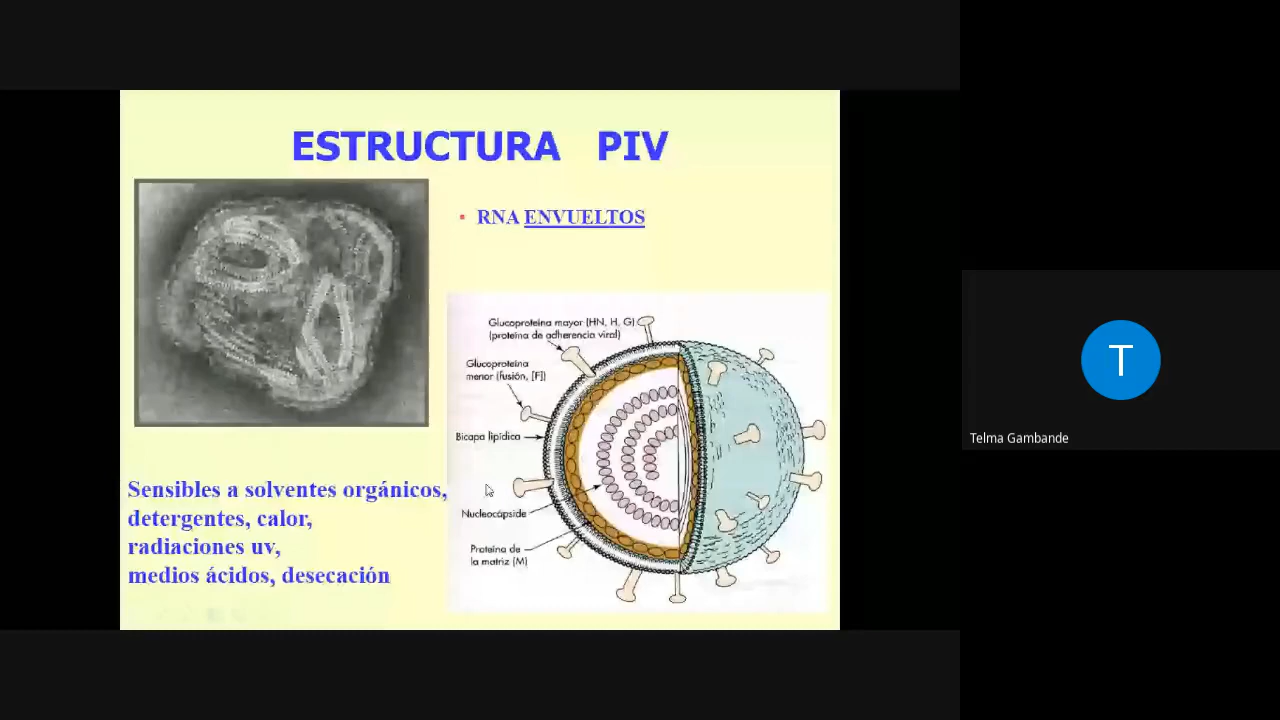 ESTRUCTURA PIV
• RNA ENVUELTOS
Glucoproteína mayor (HN, H, G)
(proteína de adherencia viral)
Glucoproteína
menor (fusión, [F])
Bicapa lipídica
Nucleocápside
Proteína de
la matriz (M)
Sensibles a solventes orgánicos,
detergentes, calor,
radiaciones uv,
medios ácidos, desecación
T
Telma Gambande